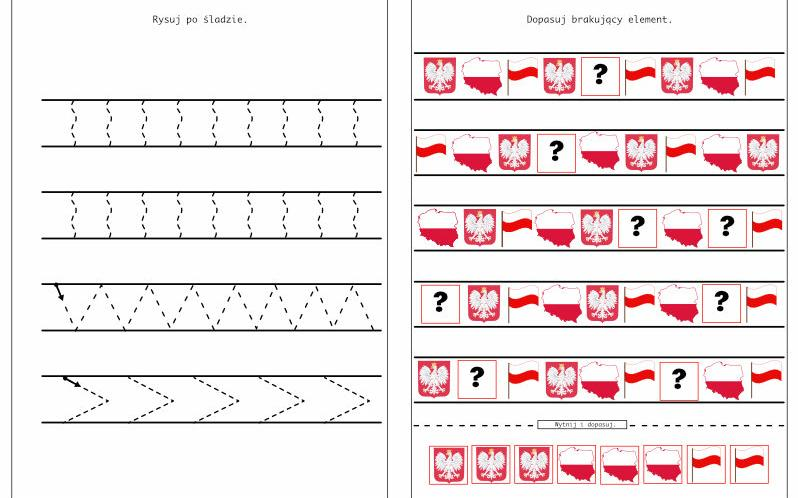 Rysuj po śladzie.
Dopasuj brakujący element.
?
?
? ?
? ?
? ?
Wytnij i dopasuj.